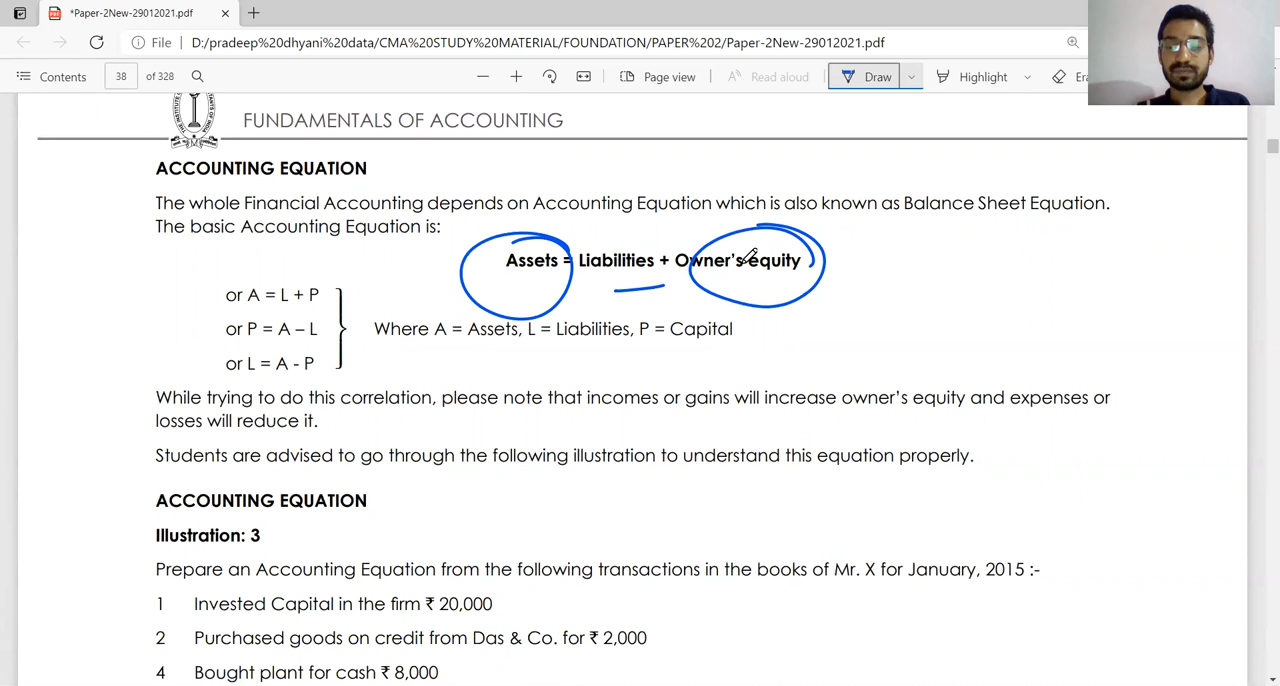 *Paper-2New-29012021.pdf
File D:/pradeep%20dhyani%20data/CMA%20STUDY%20MATERIAL/FOUNDATION/PAPER%202/Paper-2New-29012021.pdf
Contents 38 of 328 Page view Read aloud Draw Highlight
FUNDAMENTALS OF ACCOUNTING
ACCOUNTING EQUATION
The whole Financial Accounting depends on Accounting Equation which is also known as Balance Sheet Equation.
The basic Accounting Equation is:
Assets = Liabilities + Owner's equity
or A = L + P
or P = A – L
Where A = Assets, L = Liabilities, P = Capital
or L = A - P
While trying to do this correlation, please note that incomes or gains will increase owner's equity and expenses or
losses will reduce it.
Students are advised to go through the following illustration to understand this equation properly.
ACCOUNTING EQUATION
Illustration: 3
Prepare an Accounting Equation from the following transactions in the books of Mr. X for January, 2015 :-
1 Invested Capital in the firm ₹ 20,000
2 Purchased goods on credit from Das & Co. for ₹ 2,000
4 Bought plant for cash ₹ 8,000